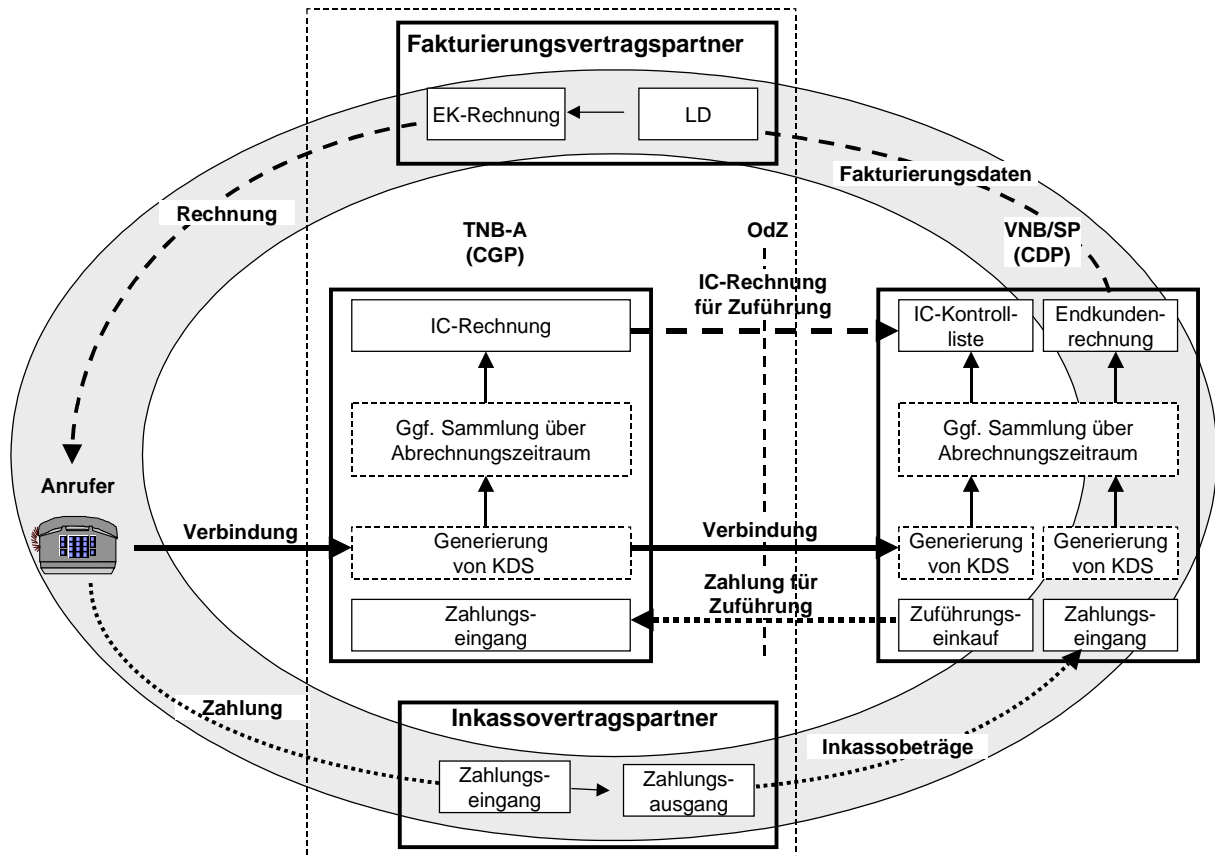 Fakturierungsvertragspartner
EK-Rechnung
LD
Fakturierungsdaten
Rechnung
TNB-A
(CGP)
OdZ
VNB/SP
(CDP)
IC-Rechnung
für Zuführung
IC-Rechnung
IC-Kontroll-
liste
Endkunden-
rechnung
Ggf. Sammlung über
Abrechnungszeitraum
Ggf. Sammlung über
Abrechnungszeitraum
Anrufer
Verbindung
Generierung
von KDS
Verbindung
Generierung
von KDS
Generierung
von KDS
Zahlung für
Zuführung
Zahlungs-
eingang
Zuführungs-
einkauf
Zahlungs-
eingang
Zahlung
Inkassovertragspartner
Inkassobeträge
Zahlungs-
eingang
Zahlungs-
ausgang